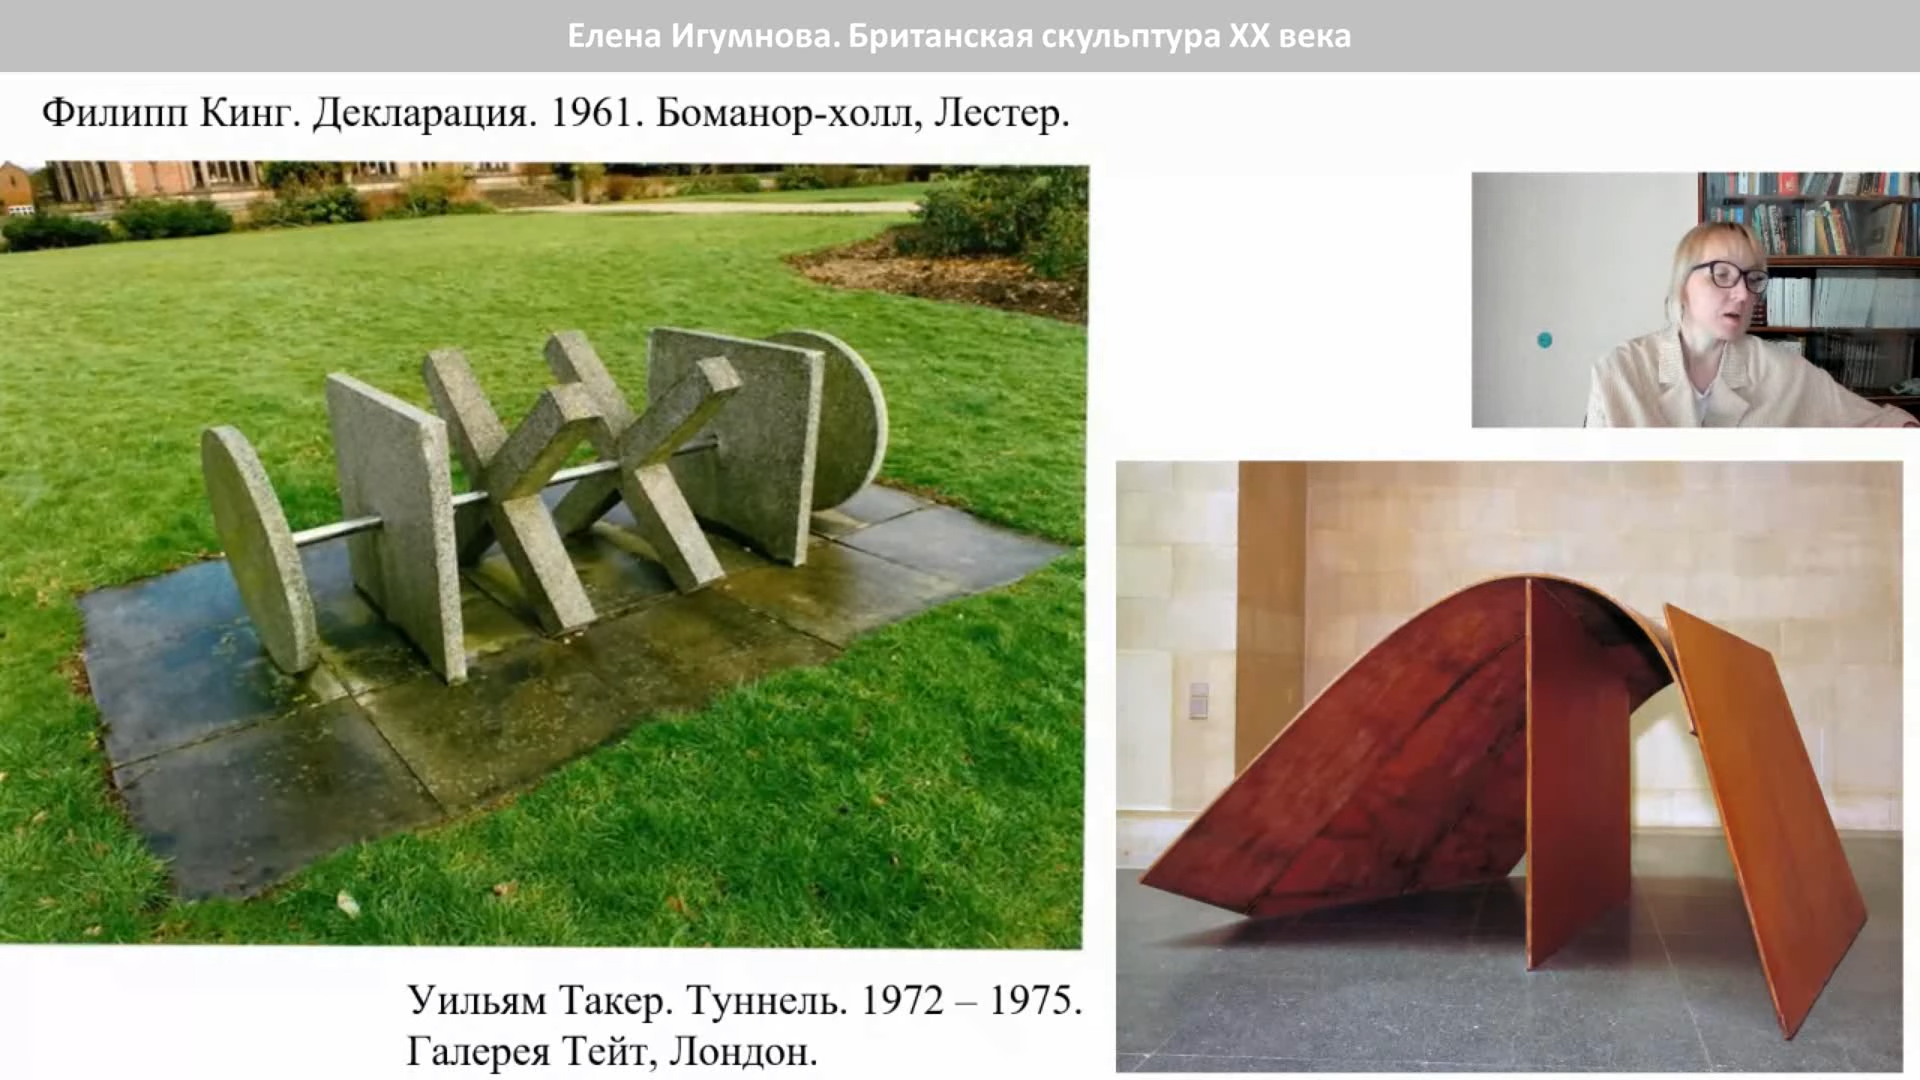 Елена Игумнова. Британская скульптура XX века
Филипп Кинг. Декларация. 1961. Боманор-холл, Лестер.
Уильям Такер. Туннель. 1972 – 1975.
Галерея Тейт, Лондон.